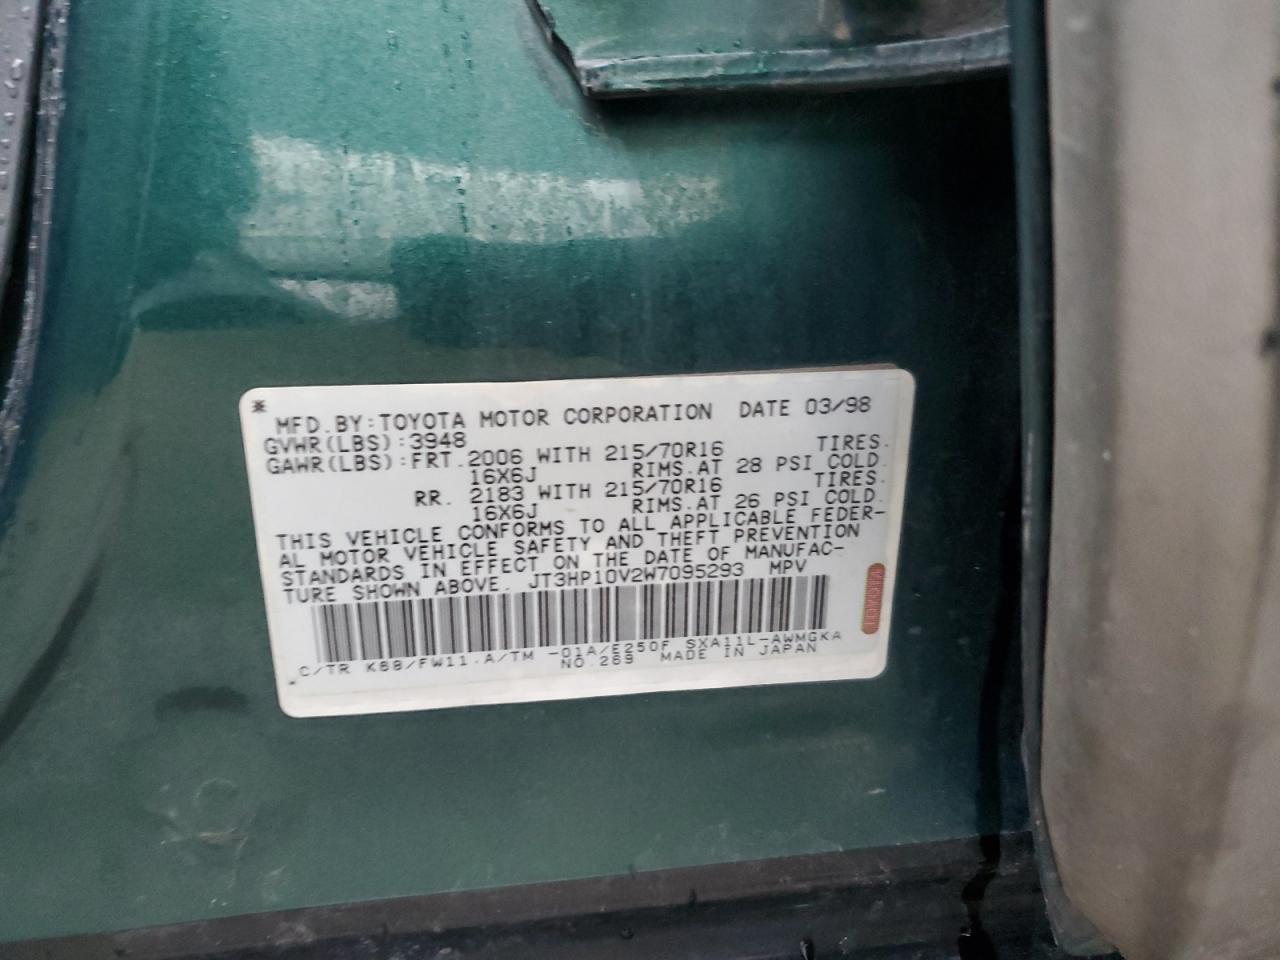 MFD. BY: TOYOTA MOTOR CORPORATION DATE 03/98
GVWR(LBS): 3948
GAWR(LBS): FRT. 2006 WITH 215/70R16 TIRES.
16X6J RIMS. AT 28 PSI COLD.
RR. 2183 WITH 215/70R16 TIRES.
16X6J RIMS. AT 26 PSI COLD.
THIS VEHICLE CONFORMS TO ALL APPLICABLE FEDER-
AL MOTOR VEHICLE SAFETY AND THEFT PREVENTION
STANDARDS IN EFFECT ON THE DATE OF MANUFAC-
TURE SHOWN ABOVE. JT3HP10V2W7095293 MPV
C/TR K68/FW11. A/TM -01A/E250F SXA11L-AWMGKA
NO. 269 MADE IN JAPAN
TOYOTA